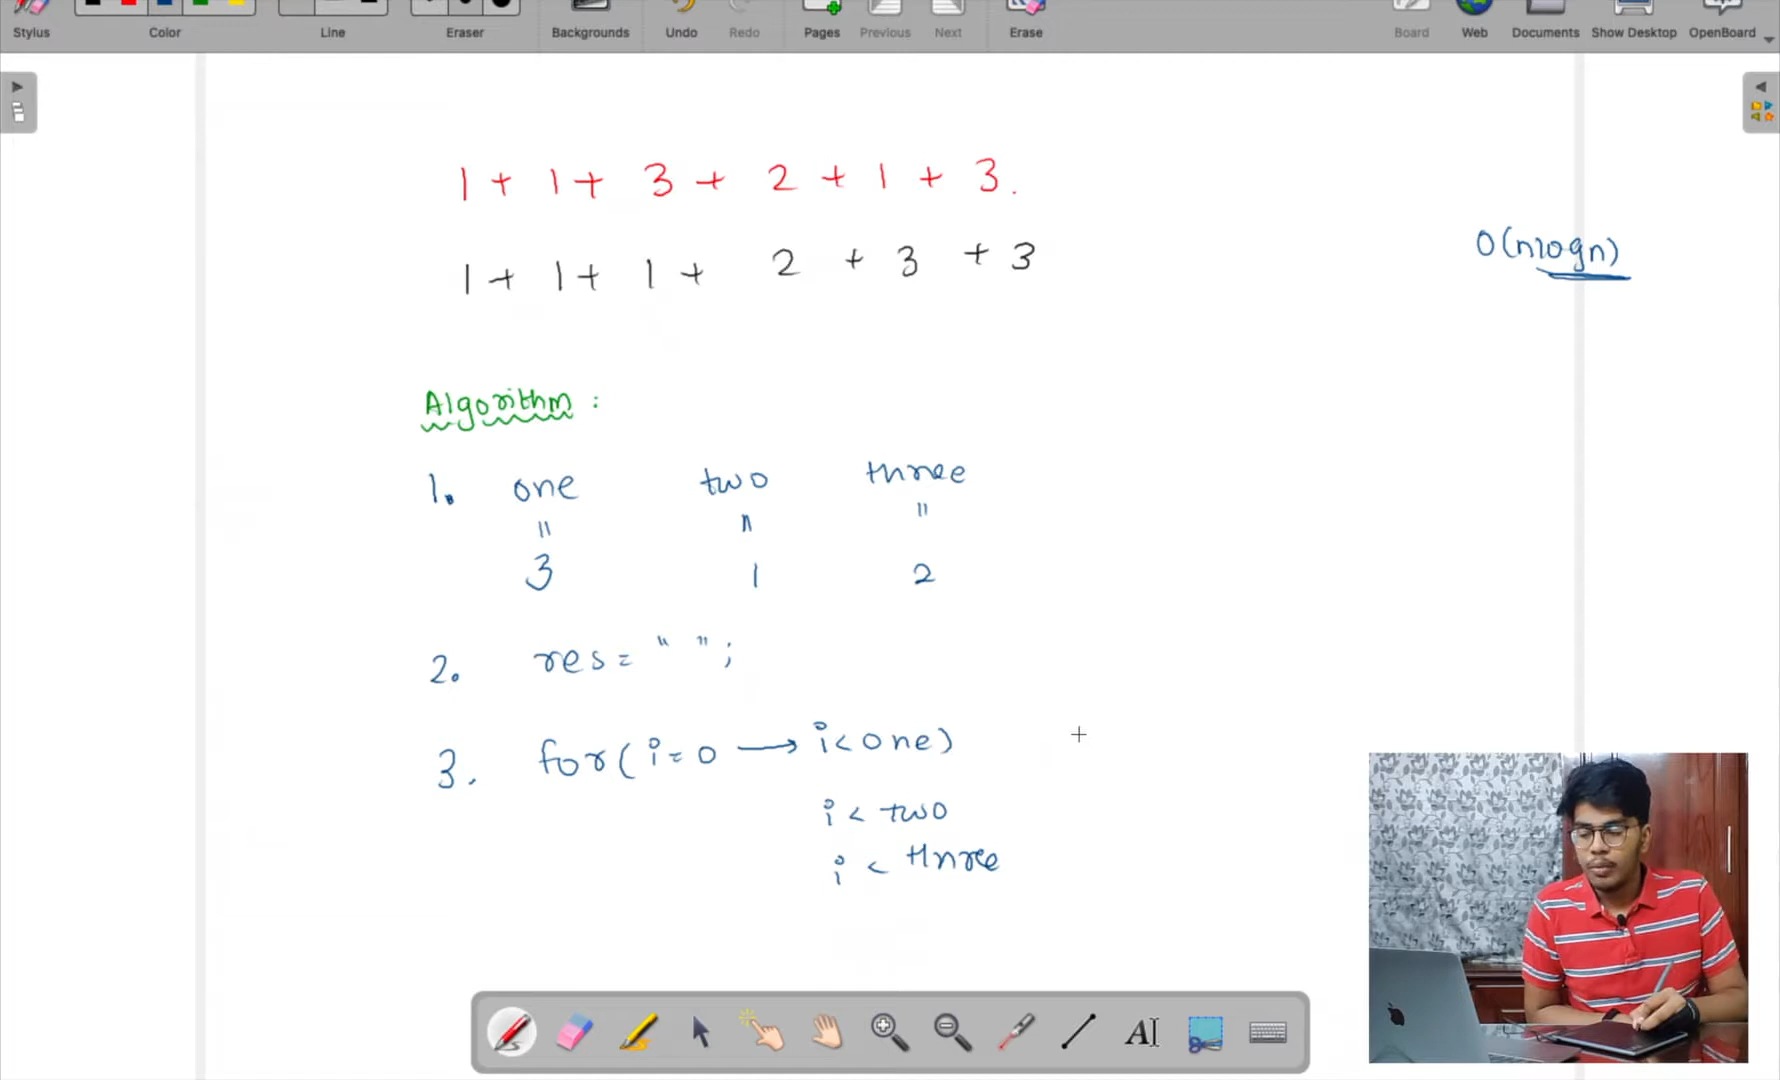 Stylus Color Line Eraser Backgrounds Undo Redo Pages Previous Next Erase Board Web Documents Show Desktop OpenBoard
1 + 1 + 3 + 2 + 1 + 3.
O(nlogn)
1 + 1 + 1 + 2 + 3 + 3
Algorithm :
1. one two three
" " "
3 1 2
2. res = " ";
3. for( i = 0 → i < one)
i < two
i < three
AI